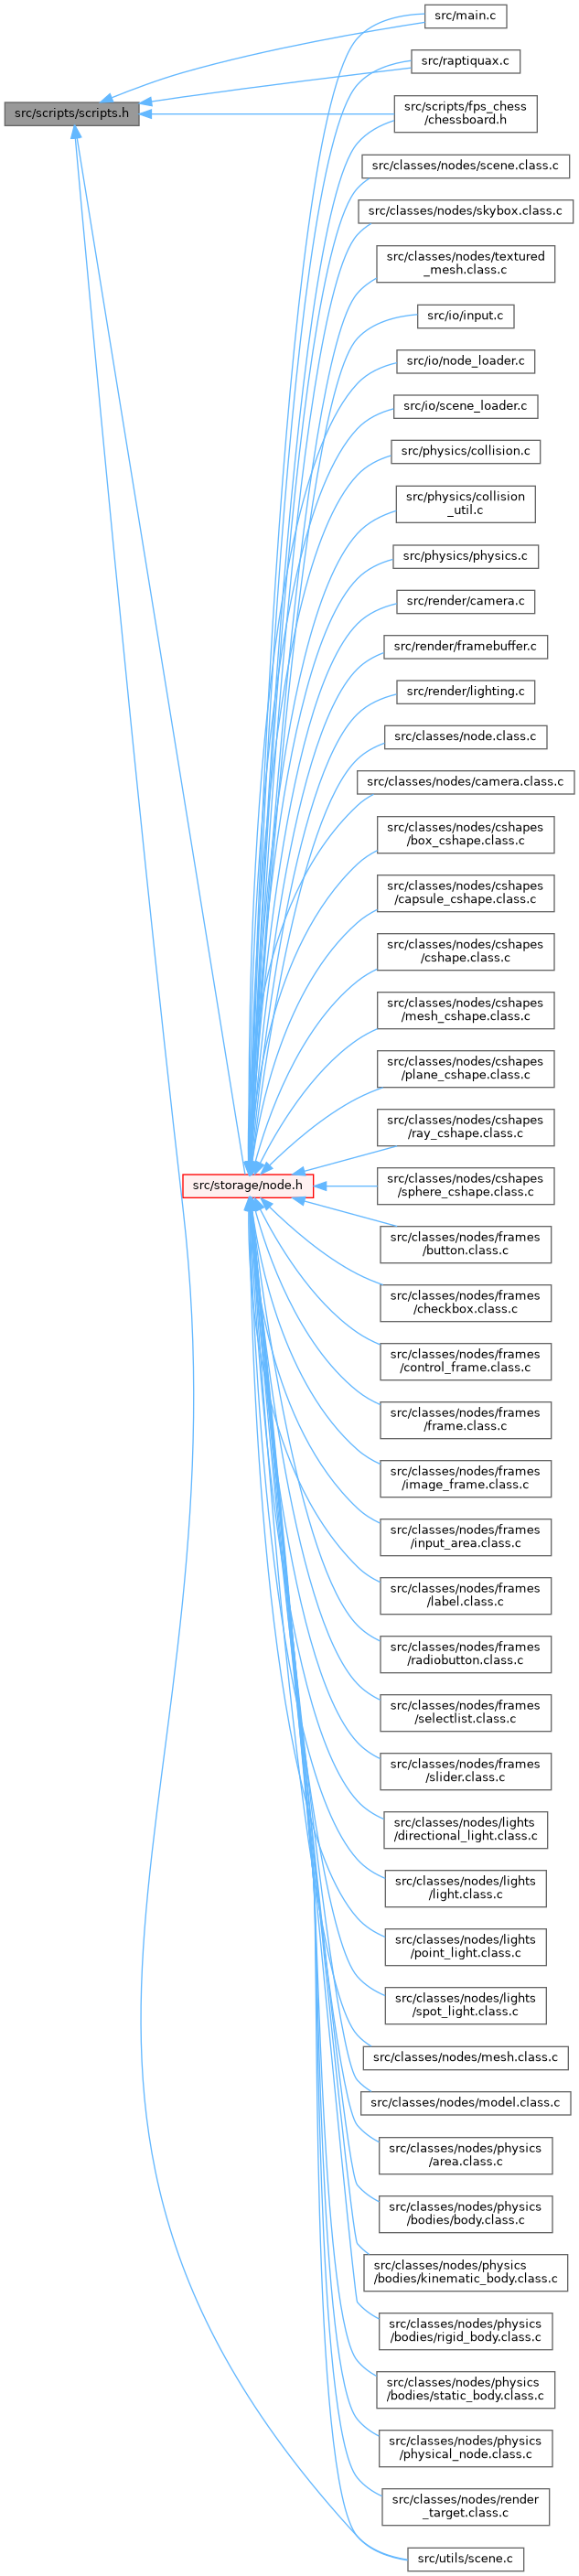 src/main.c
src/raptiquax.c
src/scripts/scripts.h
src/scripts/fps_chess
/chessboard.h
src/classes/nodes/scene.class.c
src/classes/nodes/skybox.class.c
src/classes/nodes/textured
_mesh.class.c
src/io/input.c
src/io/node_loader.c
src/io/scene_loader.c
src/physics/collision.c
src/physics/collision
_util.c
src/physics/physics.c
src/render/camera.c
src/render/framebuffer.c
src/render/lighting.c
src/classes/node.class.c
src/classes/nodes/camera.class.c
src/classes/nodes/cshapes
/box_cshape.class.c
src/classes/nodes/cshapes
/capsule_cshape.class.c
src/classes/nodes/cshapes
/cshape.class.c
src/classes/nodes/cshapes
/mesh_cshape.class.c
src/classes/nodes/cshapes
/plane_cshape.class.c
src/classes/nodes/cshapes
/ray_cshape.class.c
src/storage/node.h
src/classes/nodes/cshapes
/sphere_cshape.class.c
src/classes/nodes/frames
/button.class.c
src/classes/nodes/frames
/checkbox.class.c
src/classes/nodes/frames
/control_frame.class.c
src/classes/nodes/frames
/frame.class.c
src/classes/nodes/frames
/image_frame.class.c
src/classes/nodes/frames
/input_area.class.c
src/classes/nodes/frames
/label.class.c
src/classes/nodes/frames
/radiobutton.class.c
src/classes/nodes/frames
/selectlist.class.c
src/classes/nodes/frames
/slider.class.c
src/classes/nodes/lights
/directional_light.class.c
src/classes/nodes/lights
/light.class.c
src/classes/nodes/lights
/point_light.class.c
src/classes/nodes/lights
/spot_light.class.c
src/classes/nodes/mesh.class.c
src/classes/nodes/model.class.c
src/classes/nodes/physics
/area.class.c
src/classes/nodes/physics
/bodies/body.class.c
src/classes/nodes/physics
/bodies/kinematic_body.class.c
src/classes/nodes/physics
/bodies/rigid_body.class.c
src/classes/nodes/physics
/bodies/static_body.class.c
src/classes/nodes/physics
/physical_node.class.c
src/classes/nodes/render
_target.class.c
src/utils/scene.c